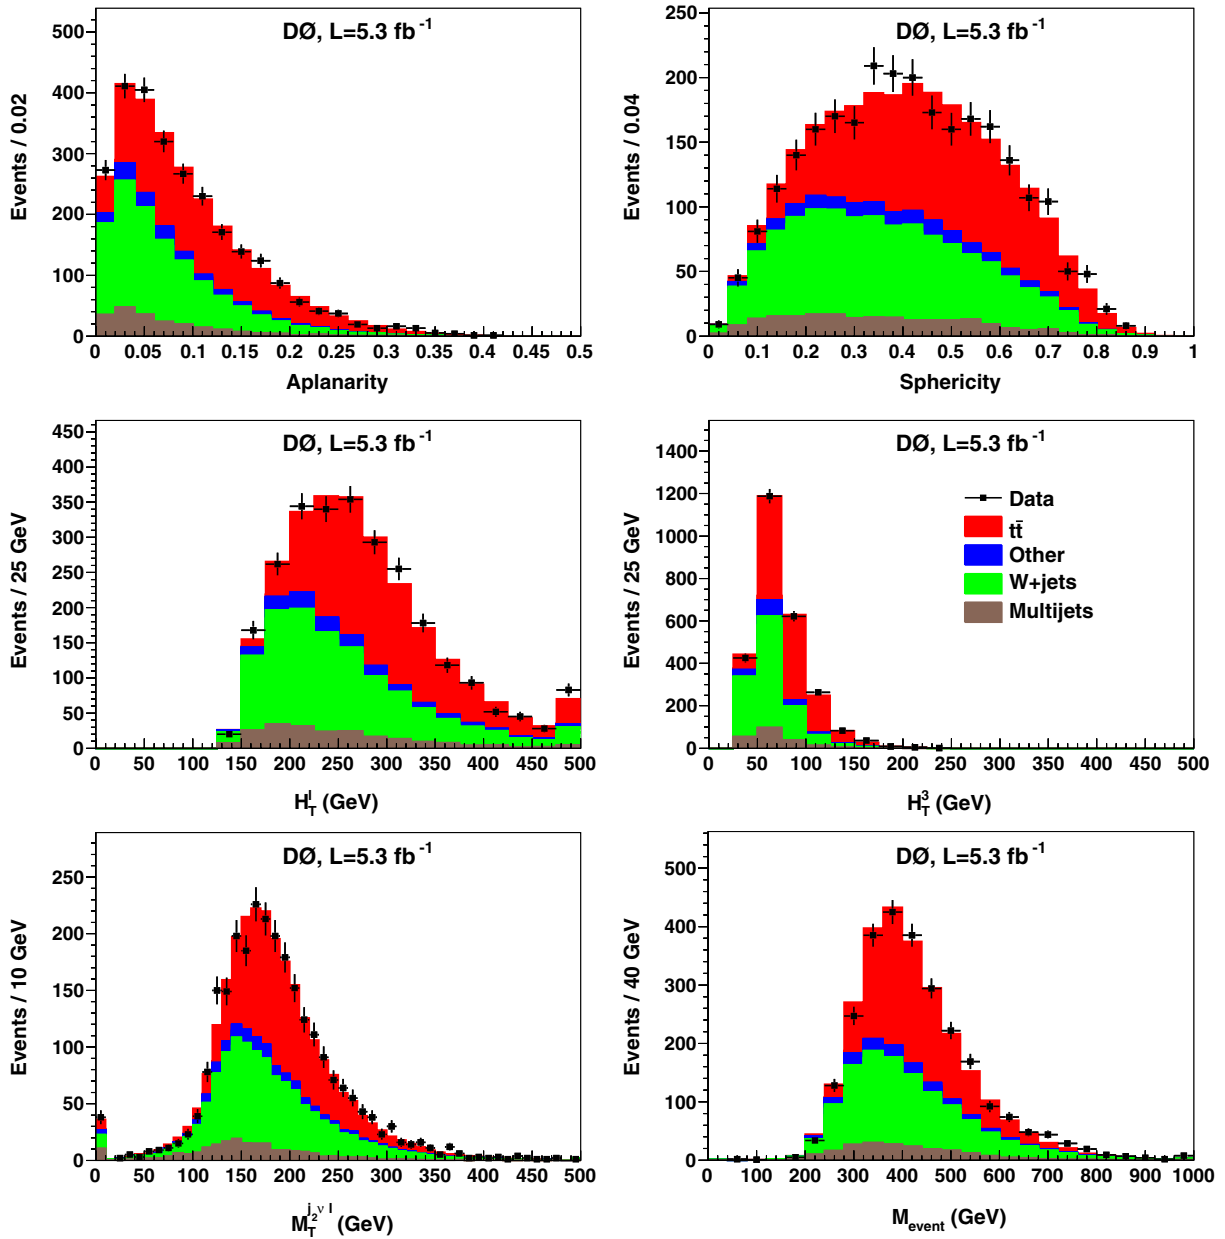 DØ, L=5.3 fb-1
Events / 0.02
500
400
300
200
100
0
0 0.05 0.1 0.15 0.2 0.25 0.3 0.35 0.4 0.45 0.5
Aplanarity
DØ, L=5.3 fb-1
Events / 0.04
250
200
150
100
50
0
0 0.1 0.2 0.3 0.4 0.5 0.6 0.7 0.8 0.9 1
Sphericity
DØ, L=5.3 fb-1
Events / 25 GeV
450
400
350
300
250
200
150
100
50
0
0 50 100 150 200 250 300 350 400 450 500
H_T^l (GeV)
DØ, L=5.3 fb-1
Events / 25 GeV
1400
1200
1000
800
600
400
200
0
Data
tt̄
Other
W+jets
Multijets
0 50 100 150 200 250 300 350 400 450 500
H_T^3 (GeV)
DØ, L=5.3 fb-1
Events / 10 GeV
250
200
150
100
50
0
0 50 100 150 200 250 300 350 400 450 500
M_T^j2νl (GeV)
DØ, L=5.3 fb-1
Events / 40 GeV
500
400
300
200
100
0
0 100 200 300 400 500 600 700 800 900 1000
M_event (GeV)